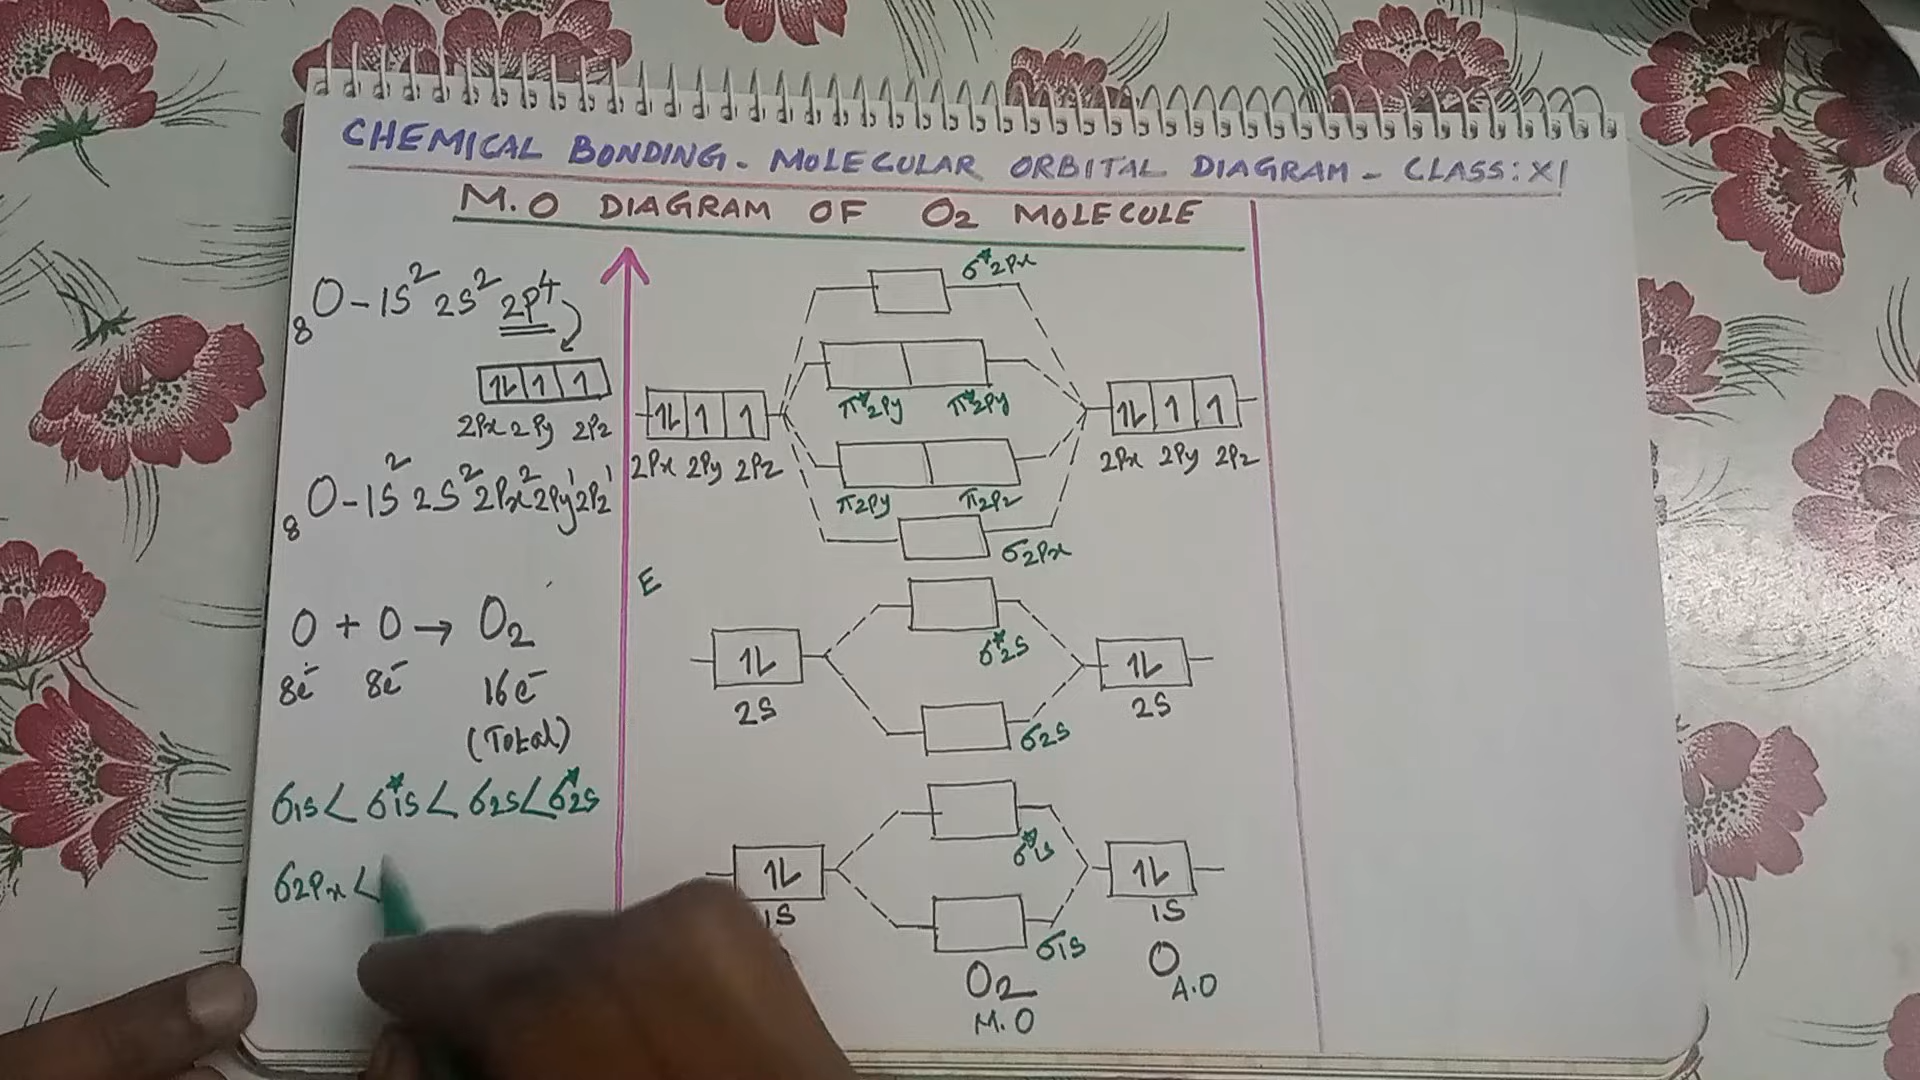 CHEMICAL BONDING - MOLECULAR ORBITAL DIAGRAM - CLASS: XI
M.O DIAGRAM OF O2 MOLECULE
8O - 1S² 2S² 2P⁴
1L 1 1
2Px 2Py 2Pz
8O - 1S² 2S² 2Px² 2Py¹ 2Pz¹
O + O → O2
8e⁻ 8e⁻ 16e⁻
(Total)
σ1s < σ*1s < σ2s < σ*2s
σ2Px <
E
σ*2Px
π*2Py π*2Py
1L 1 1
2Px 2Py 2Pz
1L 1 1
2Px 2Py 2Pz
π2Py π2Pz
σ2Px
σ*2s
1L
2S
1L
2S
σ2s
σ*1s
1L
1S
1L
1S
σ1s
O2
M.O
O
A.O